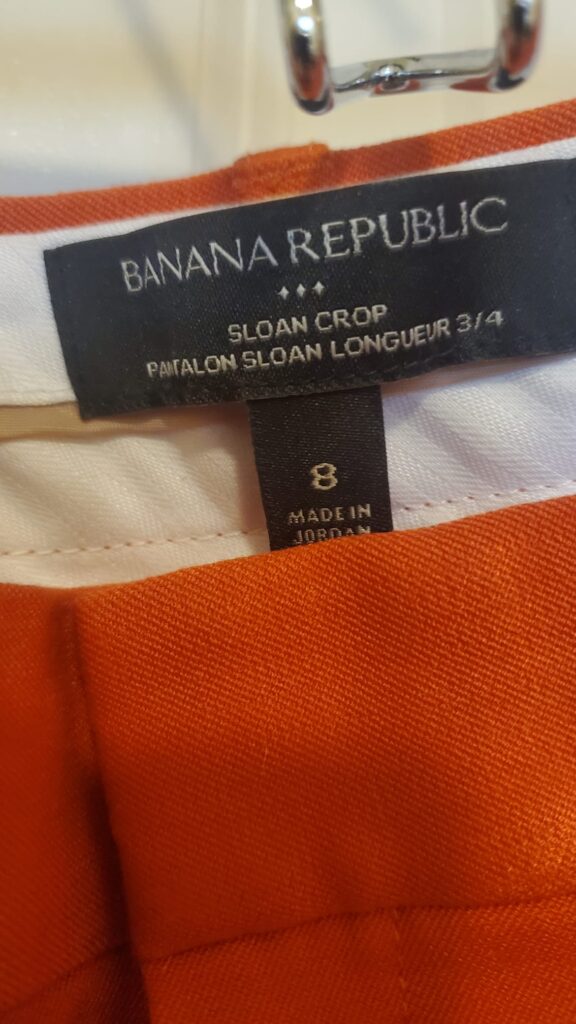 BANANA REPUBLIC
SLOAN CROP
PANTALON SLOAN LONGUEUR 3/4
8
MADE IN
JORDAN